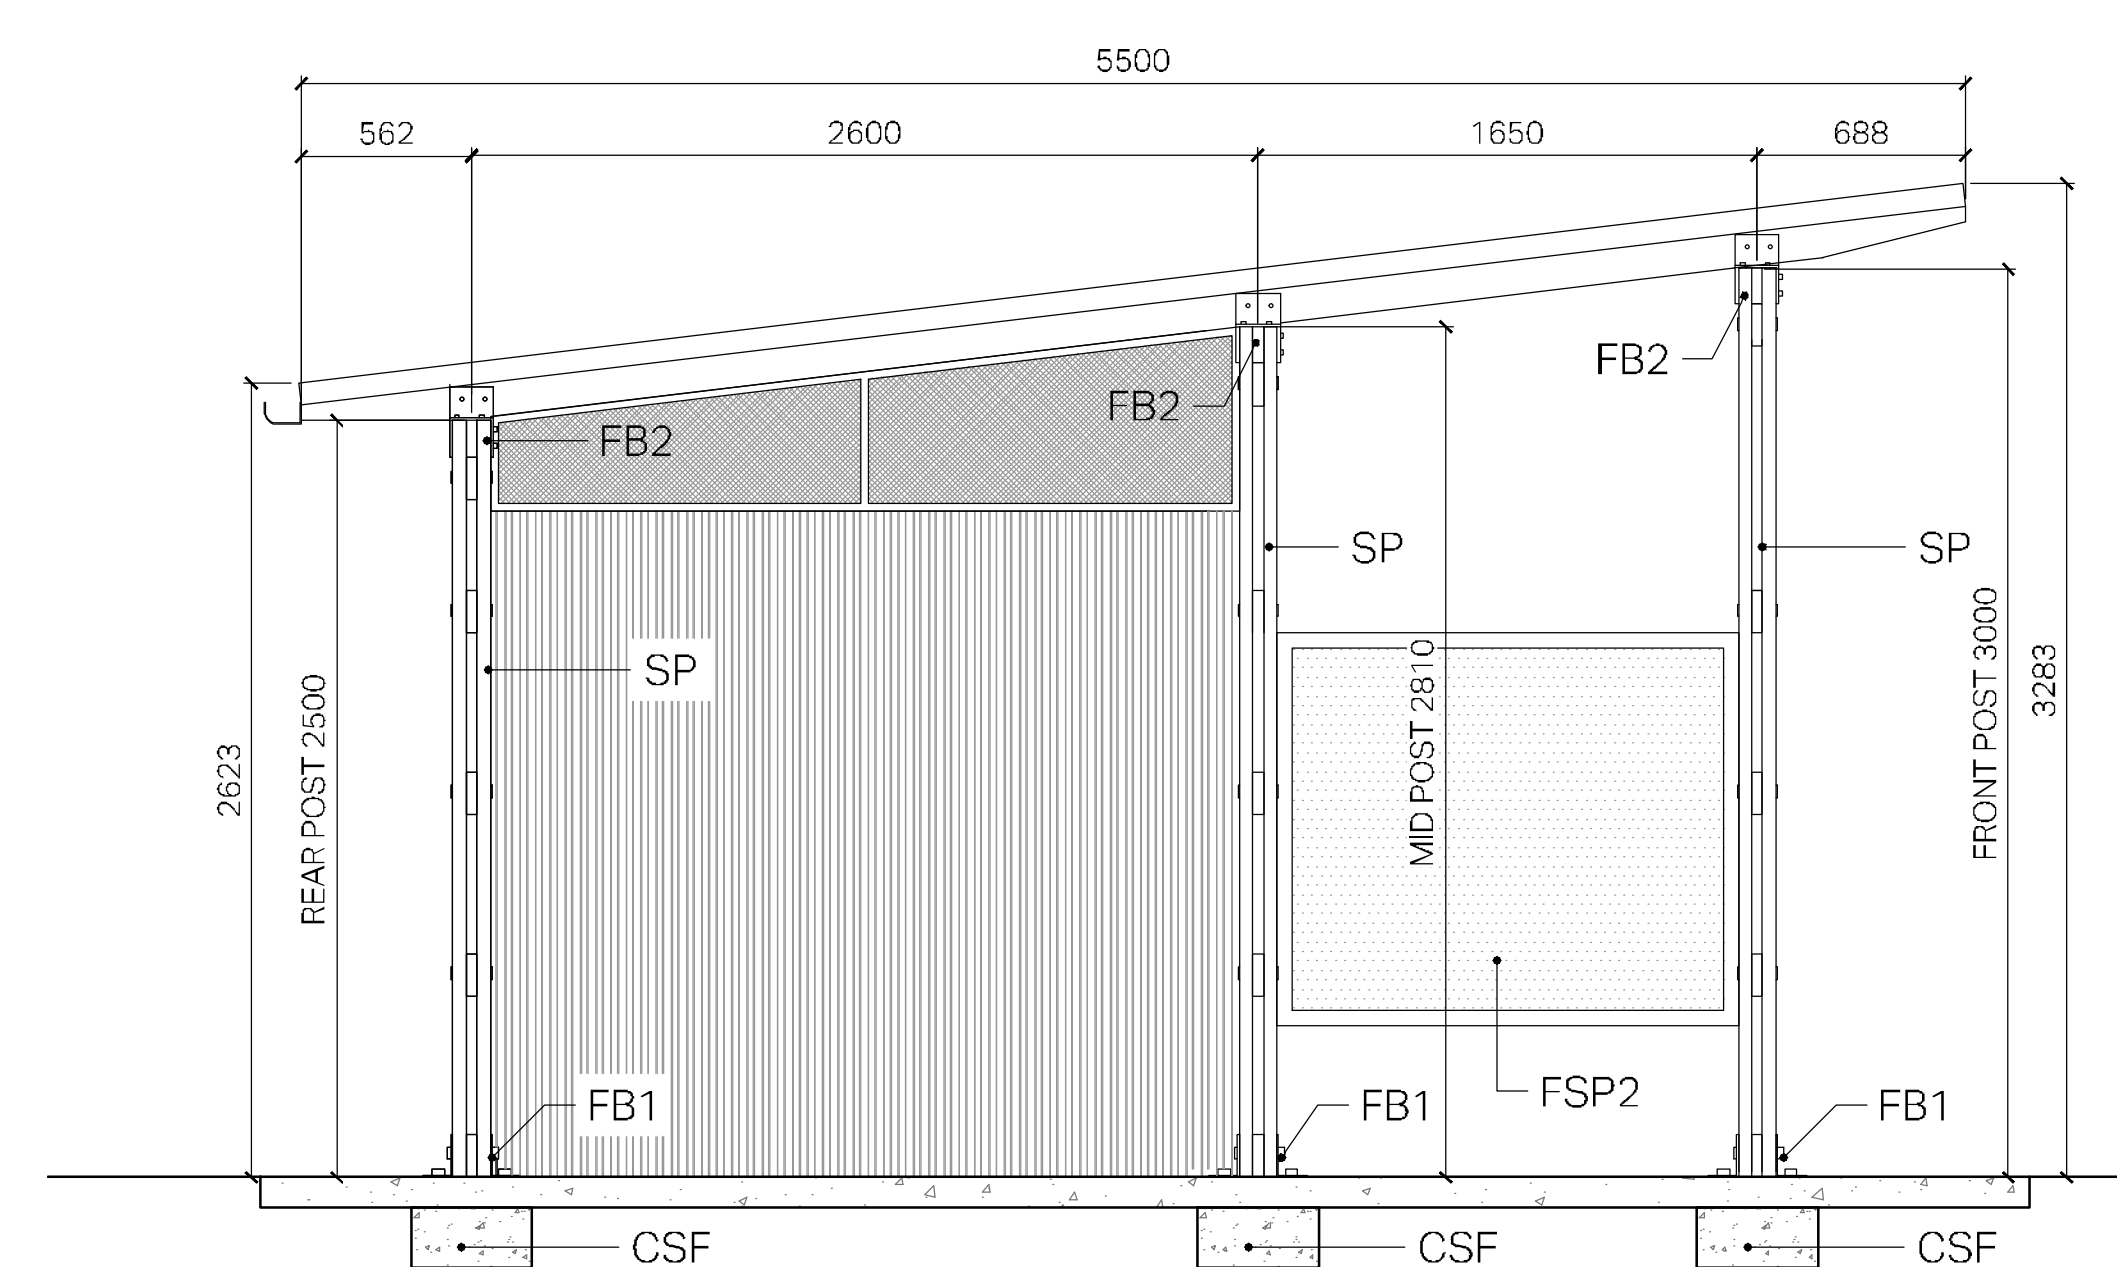 5500
562
2600
1650
688
FB2
FB2
FB2
SP
SP
SP
2623
REAR POST 2500
MID POST 2810
FRONT POST 3000
3283
FB1
FB1
FSP2
FB1
CSF
CSF
CSF